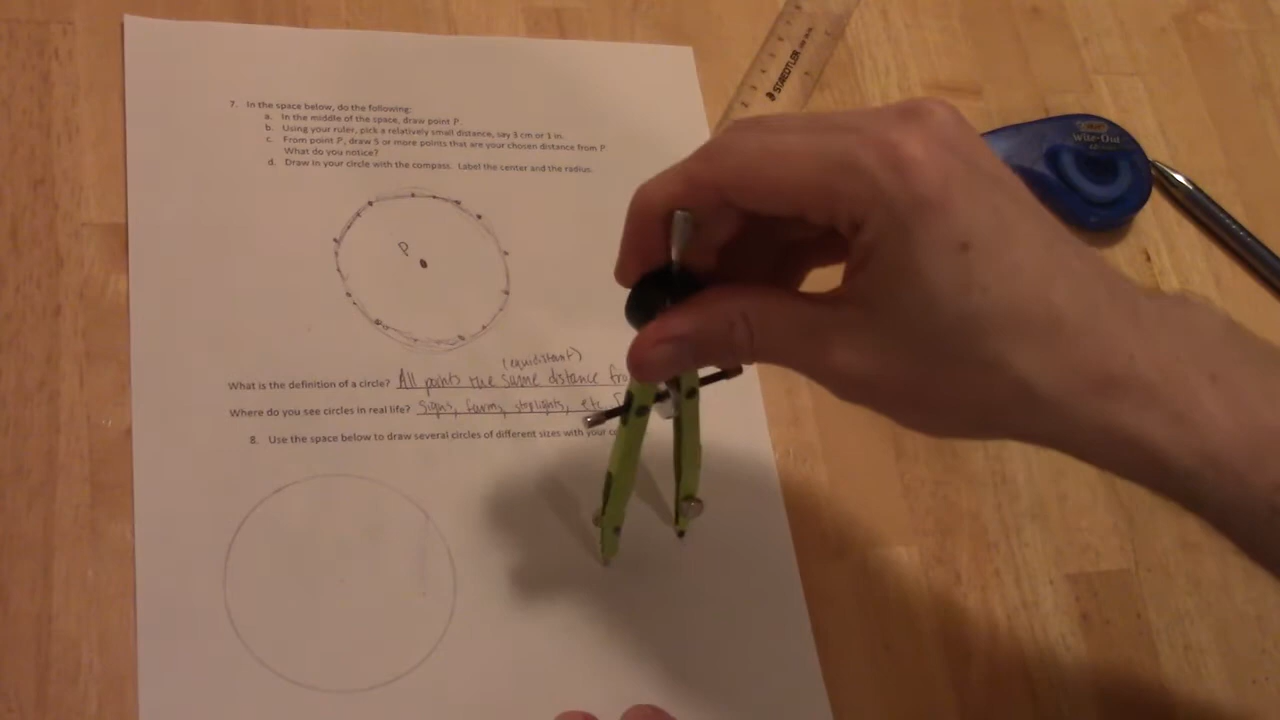 7. In the space below, do the following:
a. In the middle of the space, draw point P.
b. Using your ruler, pick a relatively small distance, say 3 cm or 1 in.
c. From point P, draw 5 or more points that are your chosen distance from P.
What do you notice?
d. Draw in your circle with the compass. Label the center and the radius.
P
(equidistant)
What is the definition of a circle? All points the same distance fro
Where do you see circles in real life? Signs, stoplights, etc
8. Use the space below to draw several circles of different sizes with your co
STAEDTLER
BIC
Wite-Out